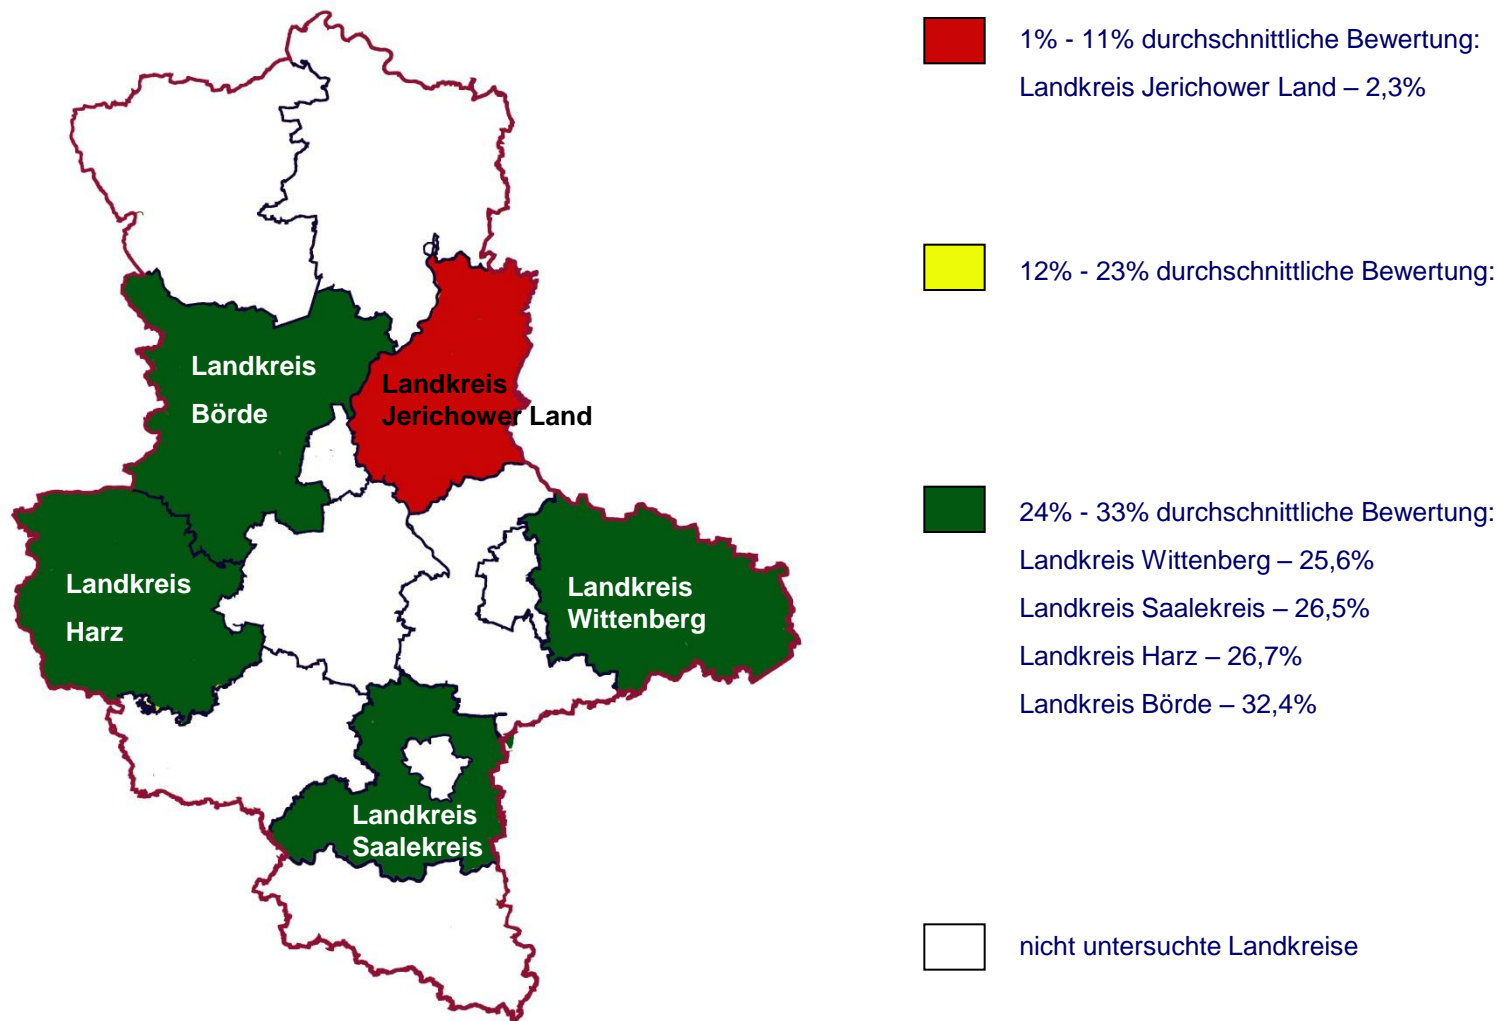 1% - 11% durchschnittliche Bewertung:
Landkreis Jerichower Land – 2,3%
12% - 23% durchschnittliche Bewertung:
Landkreis
Börde
Landkreis
Jerichower Land
24% - 33% durchschnittliche Bewertung:
Landkreis Wittenberg – 25,6%
Landkreis Saalekreis – 26,5%
Landkreis Harz – 26,7%
Landkreis Börde – 32,4%
Landkreis
Harz
Landkreis
Wittenberg
Landkreis
Saalekreis
nicht untersuchte Landkreise